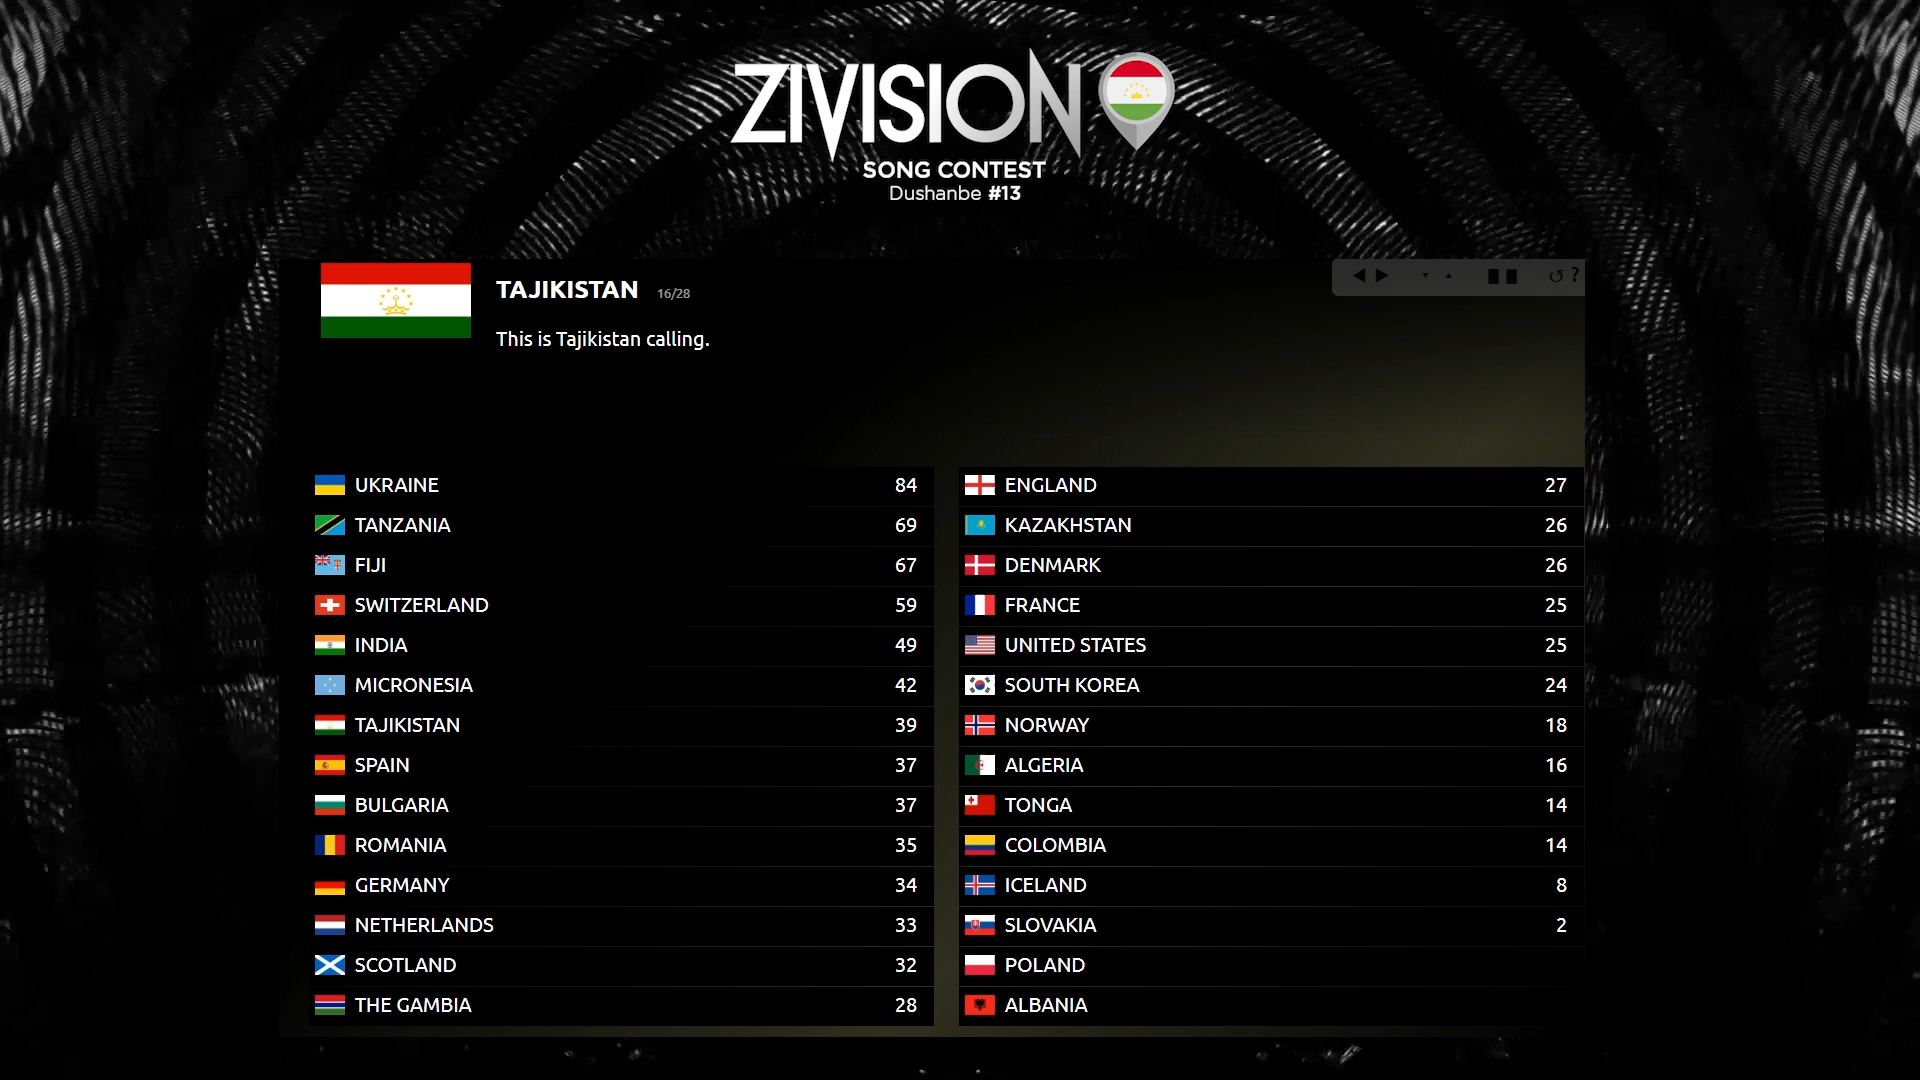 ZIVISION
SONG CONTEST
Dushanbe #13
TAJIKISTAN 16/28
This is Tajikistan calling.
UKRAINE 84
TANZANIA 69
FIJI 67
SWITZERLAND 59
INDIA 49
MICRONESIA 42
TAJIKISTAN 39
SPAIN 37
BULGARIA 37
ROMANIA 35
GERMANY 34
NETHERLANDS 33
SCOTLAND 32
THE GAMBIA 28
ENGLAND 27
KAZAKHSTAN 26
DENMARK 26
FRANCE 25
UNITED STATES 25
SOUTH KOREA 24
NORWAY 18
ALGERIA 16
TONGA 14
COLOMBIA 14
ICELAND 8
SLOVAKIA 2
POLAND
ALBANIA